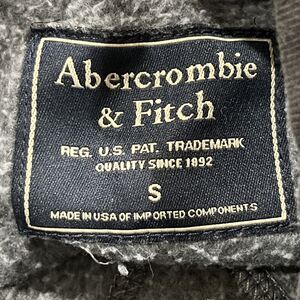 Abercrombie
& Fitch
REG. U.S. PAT. TRADEMARK
QUALITY SINCE 1892
S
MADE IN USA OF IMPORTED COMPONENTS